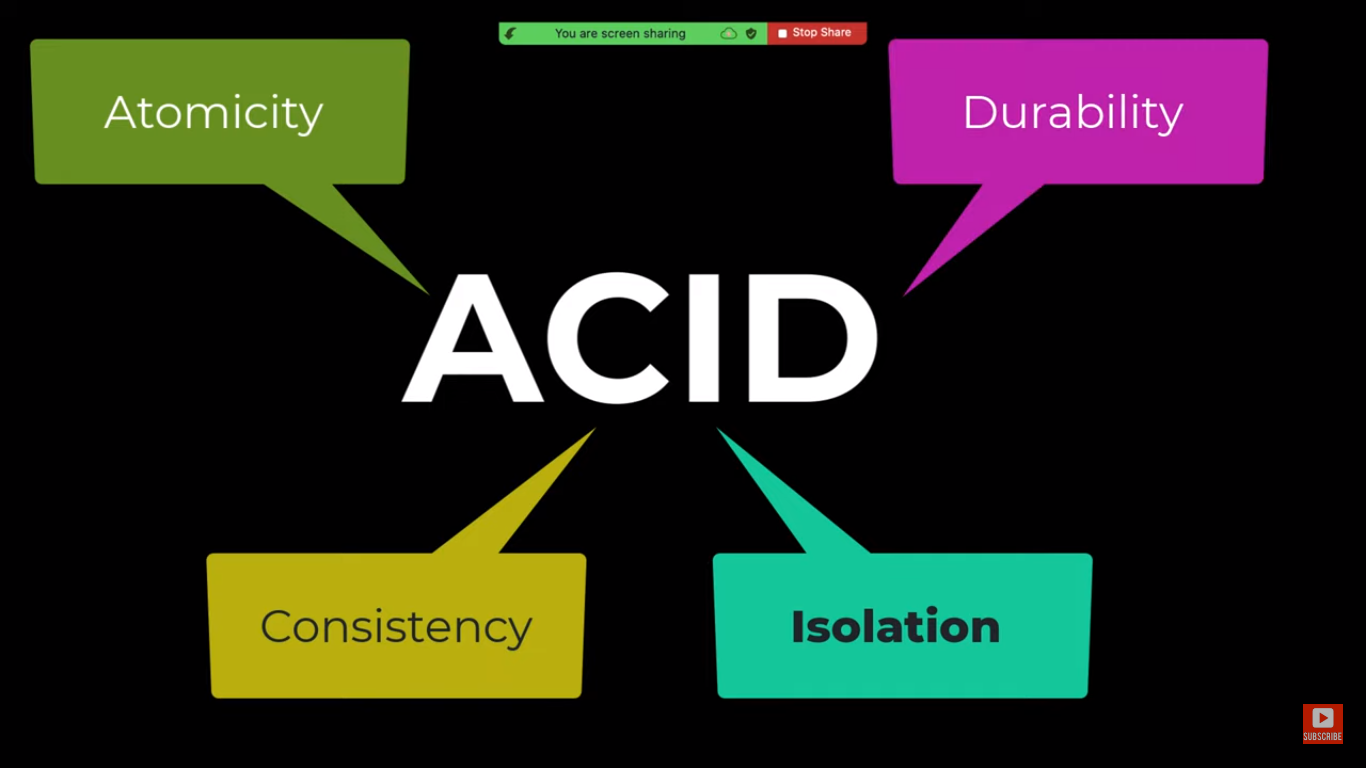 You are screen sharing
Stop Share
Atomicity
Durability
ACID
Consistency
Isolation
SUBSCRIBE